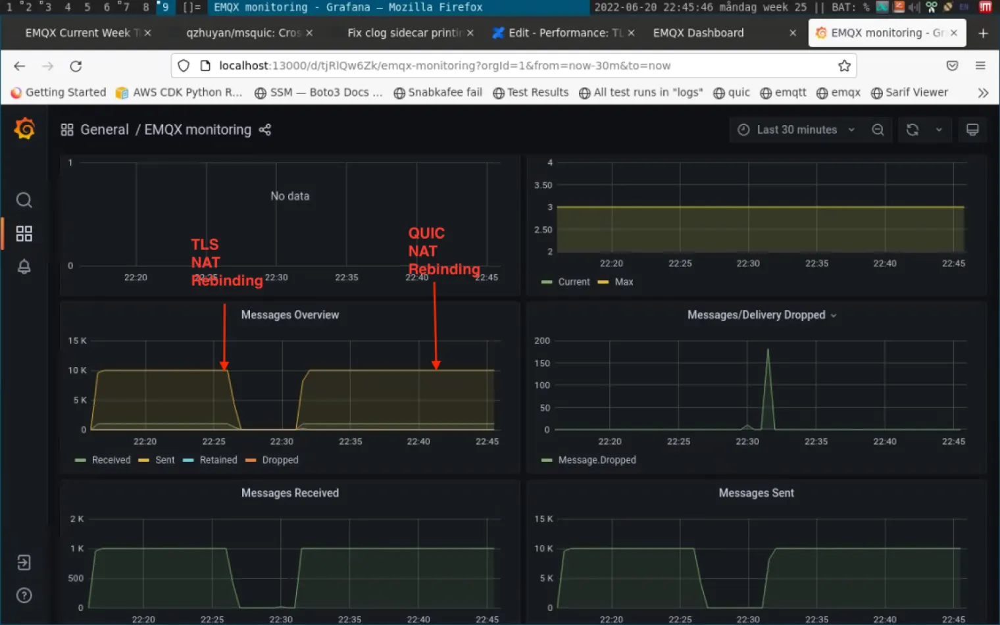 1 2 3 4 5 6 7 8 9 []= EMQX monitoring - Grafana — Mozilla Firefox 2022-06-20 22:45:46 måndag week 25 || BAT: % EN
EMQX Current Week T qzhuyan/msquic: Cros Fix clog sidecar printin Edit - Performance: TL EMQX Dashboard EMQX monitoring - Gr
localhost:13000/d/tjRlQw6Zk/emqx-monitoring?orgId=1&from=now-30m&to=now
Getting Started AWS CDK Python R... SSM — Boto3 Docs ... Snabkafee fail Test Results All test runs in "logs" quic emqtt emqx Sarif Viewer
General / EMQX monitoring Last 30 minutes
1
No data
0
22:20 22:25 22:30 22:35 22:40 22:45
TLS
NAT
Rebinding
QUIC
NAT
Rebinding
4
3.50
3
2.50
2
22:20 22:25 22:30 22:35 22:40 22:45
Current Max
Messages Overview
15 K
10 K
5 K
0
22:20 22:25 22:30 22:35 22:40 22:45
Received Sent Retained Dropped
Messages/Delivery Dropped
200
150
100
50
0
22:20 22:25 22:30 22:35 22:40 22:45
Message.Dropped
Messages Received
2 K
1 K
500
0
22:20 22:25 22:30 22:35 22:40 22:45
Messages Sent
15 K
10 K
5 K
0
22:20 22:25 22:30 22:35 22:40 22:45